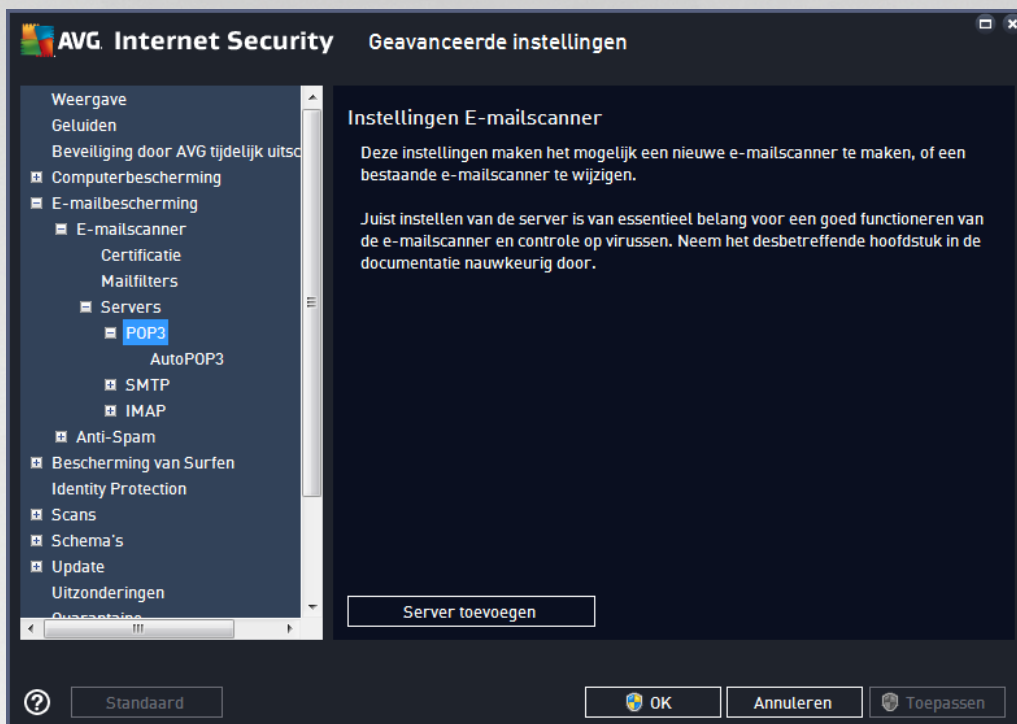 AVG Internet Security Geavanceerde instellingen
Weergave
Geluiden
Beveiliging door AVG tijdelijk uitsc
Computerbescherming
E-mailbescherming
E-mailscanner
Certificatie
Mailfilters
Servers
POP3
AutoPOP3
SMTP
IMAP
Anti-Spam
Bescherming van Surfen
Identity Protection
Scans
Schema's
Update
Uitzonderingen
Quarantaine
Instellingen E-mailscanner
Deze instellingen maken het mogelijk een nieuwe e-mailscanner te maken, of een
bestaande e-mailscanner te wijzigen.
Juist instellen van de server is van essentieel belang voor een goed functioneren van
de e-mailscanner en controle op virussen. Neem het desbetreffende hoofdstuk in de
documentatie nauwkeurig door.
Server toevoegen
Standaard
OK
Annuleren
Toepassen